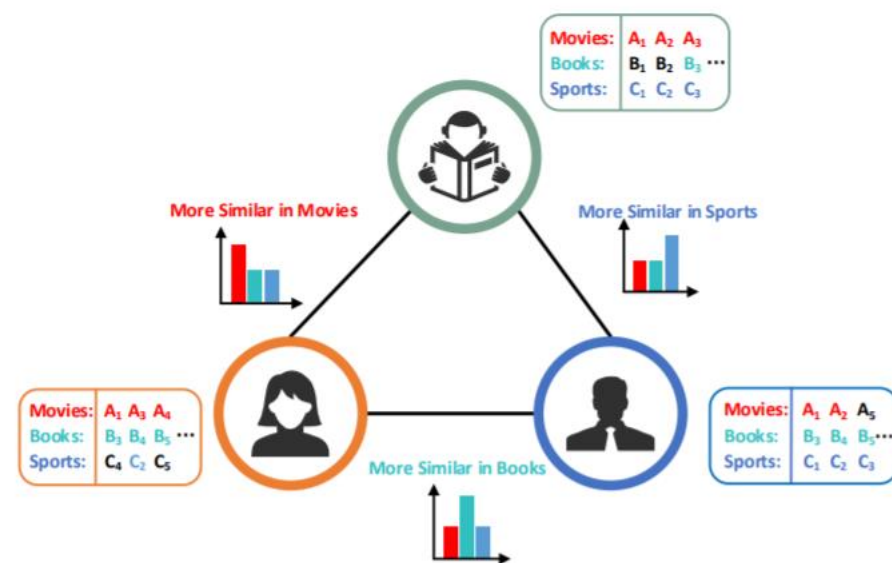 Movies: A₁ A₂ A₃
Books: B₁ B₂ B₃ ...
Sports: C₁ C₂ C₃
More Similar in Movies
More Similar in Sports
Movies: A₁ A₃ A₄
Books: B₃ B₄ B₅ ...
Sports: C₄ C₂ C₅
More Similar in Books
Movies: A₁ A₂ A₅
Books: B₃ B₄ B₅ ...
Sports: C₁ C₂ C₃